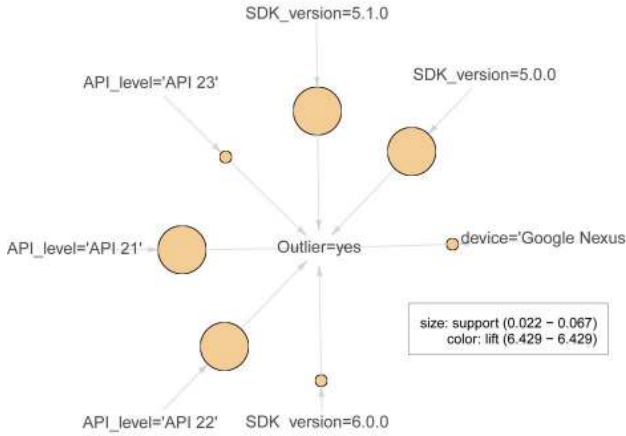 SDK_version=5.1.0
SDK_version=5.0.0
API_level='API 23'
API_level='API 21'
Outlier=yes
device='Google Nexus
size: support (0.022 − 0.067)
color: lift (6.429 − 6.429)
API_level='API 22'
SDK_version=6.0.0